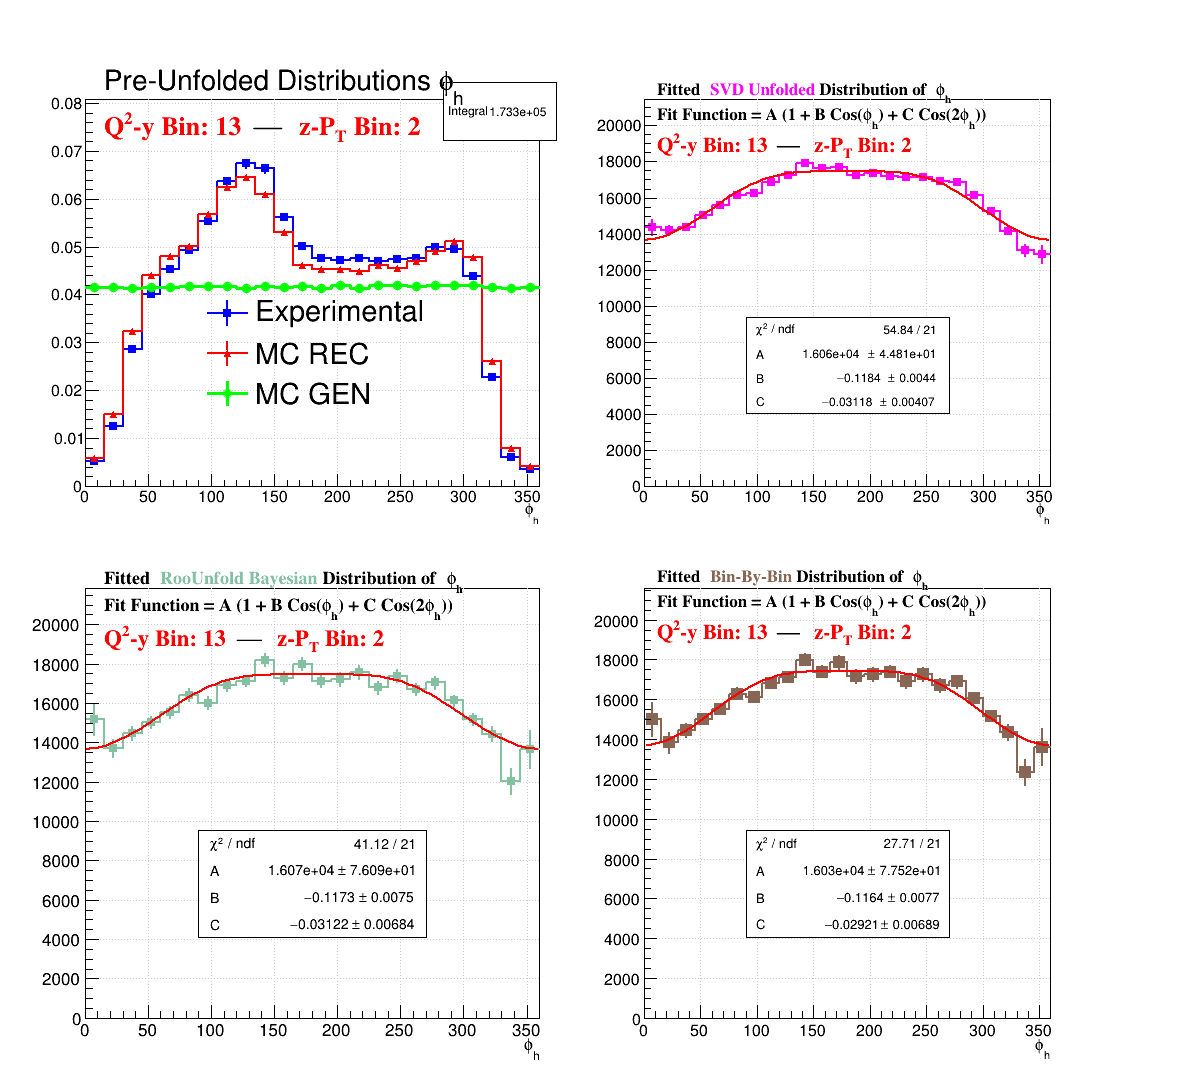 Pre-Unfolded Distributions ϕh
Integral 1.733e+05
Q²-y Bin: 13 — z-PT Bin: 2
0.08
0.07
0.06
0.05
0.04
0.03
0.02
0.01
0
Experimental
MC REC
MC GEN
0 50 100 150 200 250 300 350
ϕh
Fitted SVD Unfolded Distribution of ϕh
Fit Function = A (1 + B Cos(ϕh) + C Cos(2ϕh))
Q²-y Bin: 13 — z-PT Bin: 2
20000
18000
16000
14000
12000
10000
8000
6000
4000
2000
0
χ² / ndf 54.84 / 21
A 1.606e+04 ± 4.481e+01
B −0.1184 ± 0.0044
C −0.03118 ± 0.00407
0 50 100 150 200 250 300 350
ϕh
Fitted RooUnfold Bayesian Distribution of ϕh
Fit Function = A (1 + B Cos(ϕh) + C Cos(2ϕh))
Q²-y Bin: 13 — z-PT Bin: 2
20000
18000
16000
14000
12000
10000
8000
6000
4000
2000
0
χ² / ndf 41.12 / 21
A 1.607e+04 ± 7.609e+01
B −0.1173 ± 0.0075
C −0.03122 ± 0.00684
0 50 100 150 200 250 300 350
ϕh
Fitted Bin-By-Bin Distribution of ϕh
Fit Function = A (1 + B Cos(ϕh) + C Cos(2ϕh))
Q²-y Bin: 13 — z-PT Bin: 2
20000
18000
16000
14000
12000
10000
8000
6000
4000
2000
0
χ² / ndf 27.71 / 21
A 1.603e+04 ± 7.752e+01
B −0.1164 ± 0.0077
C −0.02921 ± 0.00689
0 50 100 150 200 250 300 350
ϕh